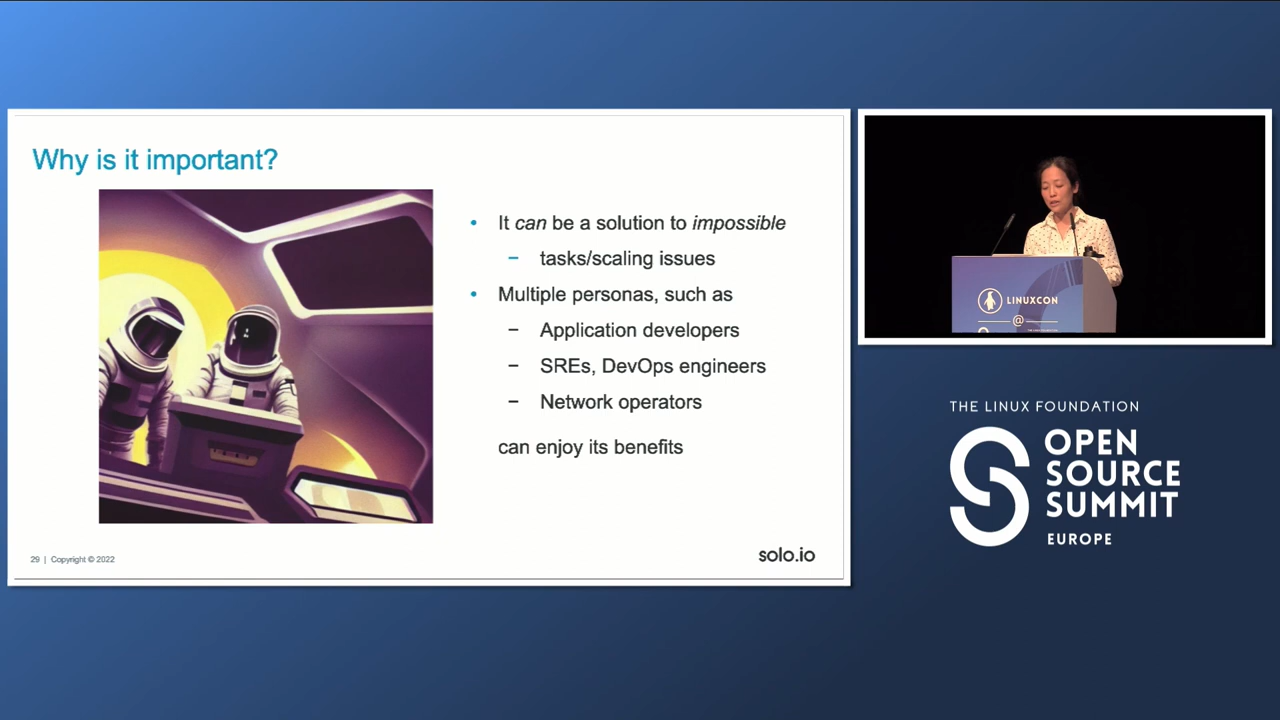 Why is it important?
• It can be a solution to impossible
– tasks/scaling issues
• Multiple personas, such as
– Application developers
– SREs, DevOps engineers
– Network operators
can enjoy its benefits
29 | Copyright © 2022
solo.io
LINUXCON
@
THE LINUX FOUNDATION
OPEN
SOURCE
SUMMIT
EUROPE